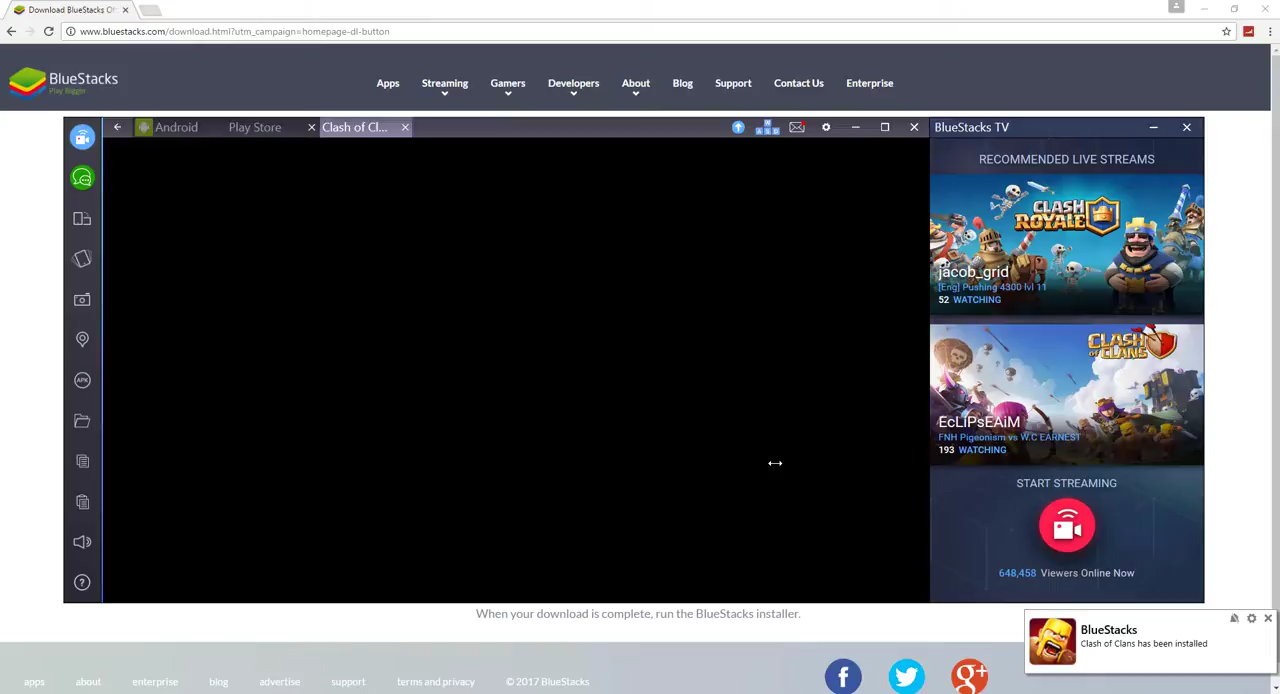 Download BlueStacks Of
www.bluestacks.com/download.html?utm_campaign=homepage-dl-button
BlueStacks
Play Bigger
Apps Streaming Gamers Developers About Blog Support Contact Us Enterprise
Android Play Store Clash of Cl...
W
A S D
BlueStacks TV
RECOMMENDED LIVE STREAMS
CLASH
ROYALE
jacob_grid
[Eng] Pushing 4300 lvl 11
52 WATCHING
CLASH
OF CLANS
EcLiPsEAiM
FNH Pigeonism vs W.C EARNEST
193 WATCHING
START STREAMING
648,458 Viewers Online Now
APK
?
When your download is complete, run the BlueStacks installer.
BlueStacks
Clash of Clans has been installed
apps about enterprise blog advertise support terms and privacy © 2017 BlueStacks
f
g+